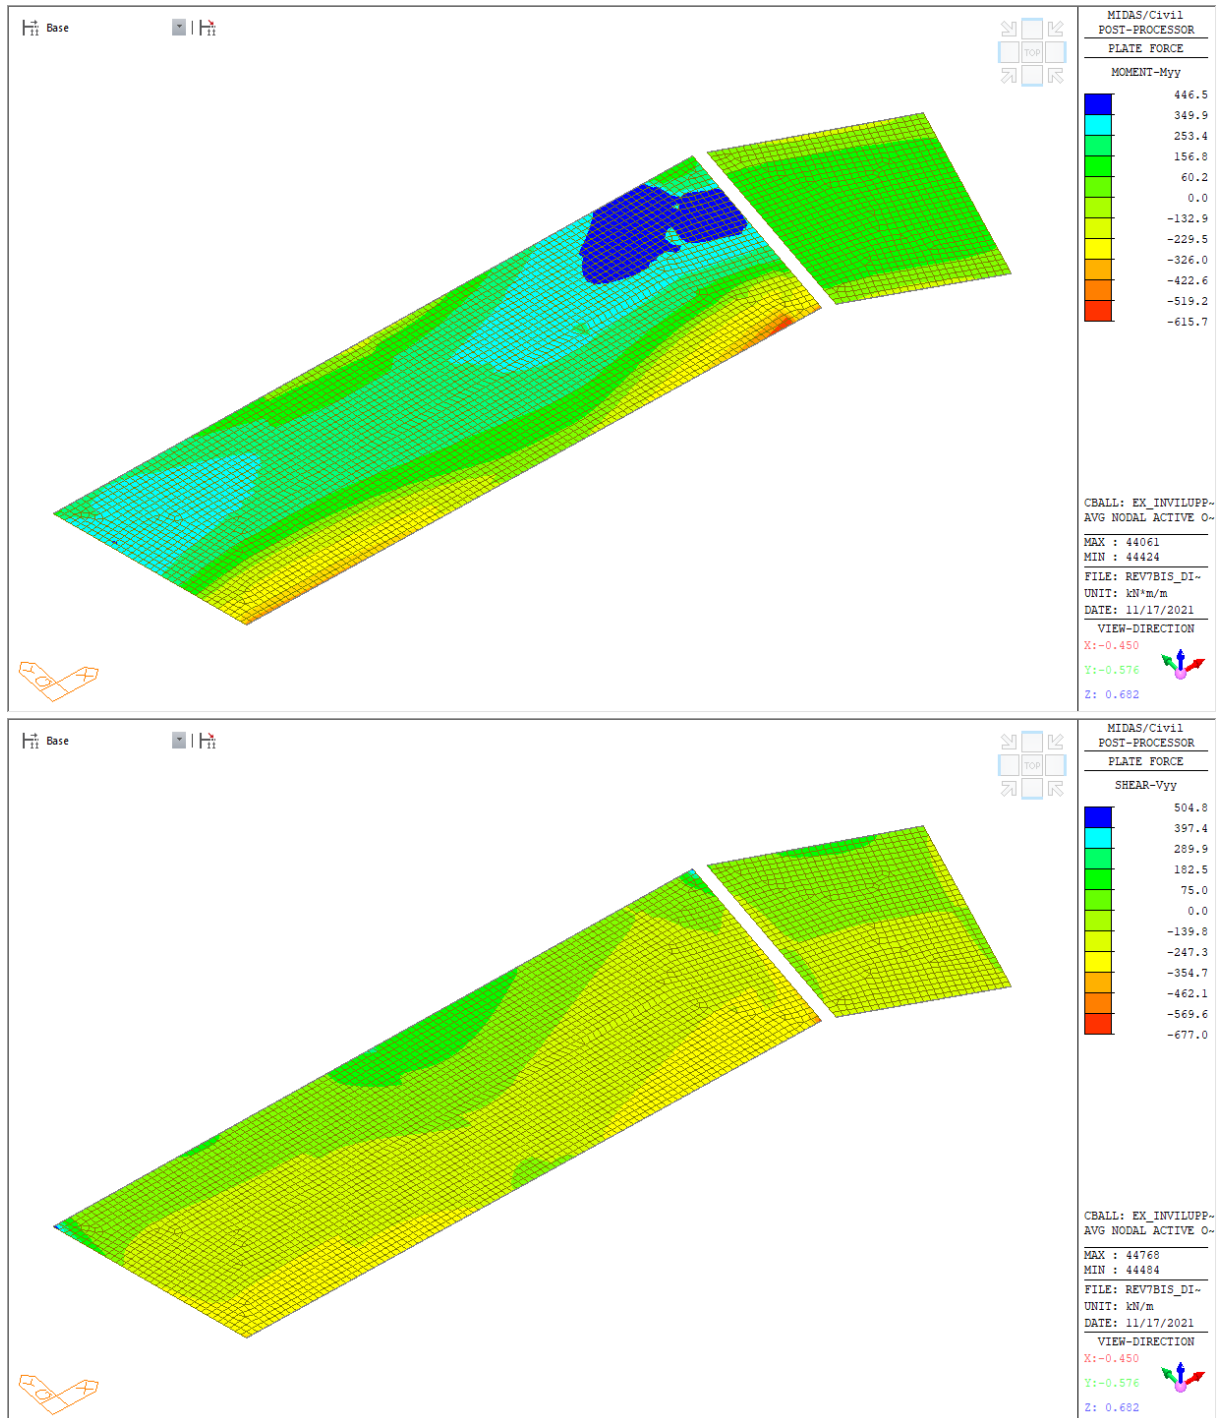 Base
TOP
MIDAS/Civil
POST-PROCESSOR
PLATE FORCE
MOMENT-Myy
446.5
349.9
253.4
156.8
60.2
0.0
-132.9
-229.5
-326.0
-422.6
-519.2
-615.7
CBALL: EX_INVILUPP~
AVG NODAL ACTIVE O~
MAX : 44061
MIN : 44424
FILE: REV7BIS_DI~
UNIT: kN*m/m
DATE: 11/17/2021
VIEW-DIRECTION
X:-0.450
Y:-0.576
Z: 0.682
Base
TOP
MIDAS/Civil
POST-PROCESSOR
PLATE FORCE
SHEAR-Vyy
504.8
397.4
289.9
182.5
75.0
0.0
-139.8
-247.3
-354.7
-462.1
-569.6
-677.0
CBALL: EX_INVILUPP~
AVG NODAL ACTIVE O~
MAX : 44768
MIN : 44484
FILE: REV7BIS_DI~
UNIT: kN/m
DATE: 11/17/2021
VIEW-DIRECTION
X:-0.450
Y:-0.576
Z: 0.682